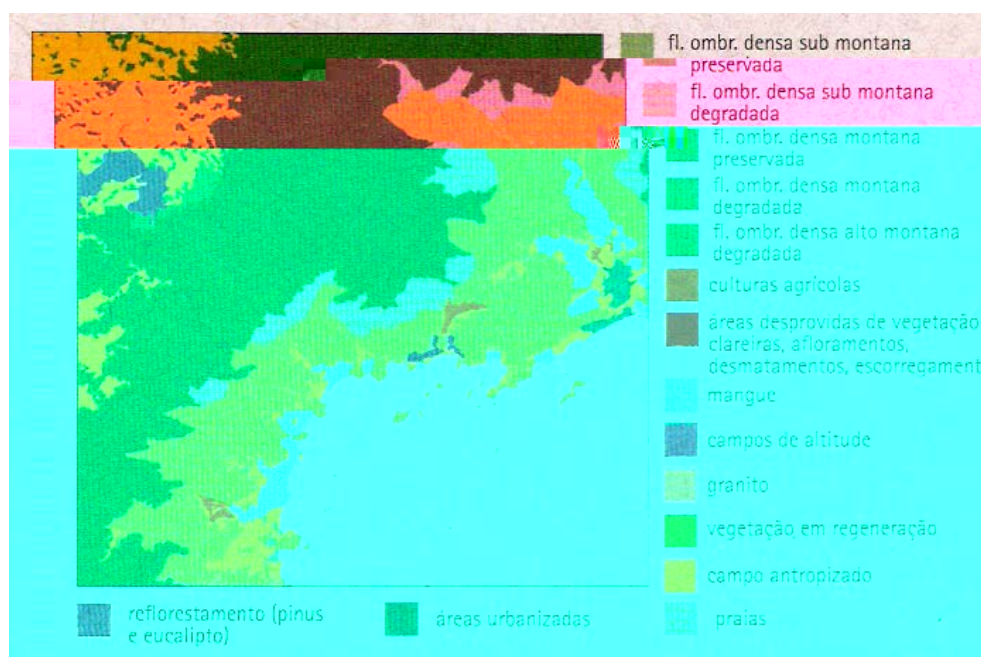 fl. ombr. densa sub montana
preservada
fl. ombr. densa sub montana
degradada
fl. ombr. densa montana
preservada
fl. ombr. densa montana
degradada
fl. ombr. densa alto montana
degradada
culturas agrícolas
áreas desprovidas de vegetação
clareiras, afloramentos,
desmatamentos, escorregament
mangue
campos de altitude
granito
vegetação em regeneração
campo antropizado
reflorestamento (pinus
e eucalipto)
áreas urbanizadas
praias